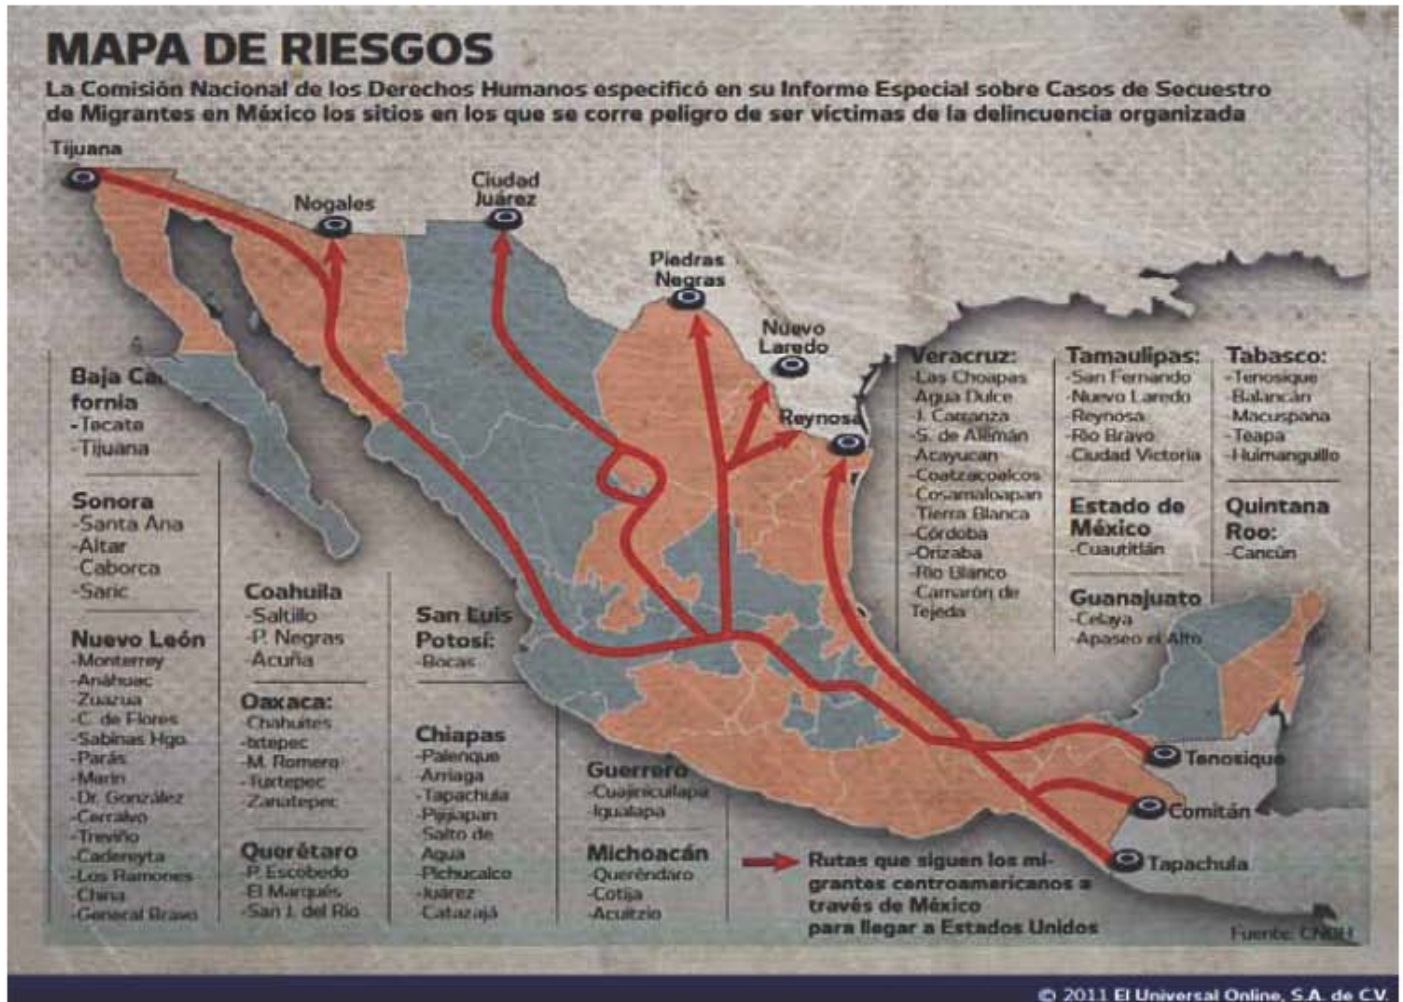 MAPA DE RIESGOS
La Comisión Nacional de los Derechos Humanos especificó en su Informe Especial sobre Casos de Secuestro
de Migrantes en México los sitios en los que se corre peligro de ser víctimas de la delincuencia organizada
Tijuana
Nogales
Ciudad
Juárez
Piedras
Negras
Nuevo
Laredo
Reynosa
Baja Ca
fornia
-Tecate
-Tijuana
Sonora
-Santa Ana
-Altar
-Caborca
-Saric
Nuevo León
-Monterrey
-Anáhuac
Zuazua
-C. de Flores
-Sabinas Hgo.
-Parás
-Marin
-Dr. González
-Cerralvo
-Treviño
-Cadereyta
-Los Ramones
China
-General Bravo
Coahuila
-Saltillo
-P. Negras
-Acuña
Oaxaca:
-Chahuites
-Ixtepec
-M. Romero
-Tuxtepec
-Zanatepec
Querétaro
-P. Escobedo
El Marqués
-San J. del Río
San Luis
Potosí:
-Bocas
Chiapas
-Palenque
-Arriaga
-Tapachula
-Pijijiapan
Salto de
Agua
-Pichucalco
-Juárez
Catazajá
Guerrero
-Cuajinicuilapa
-Igualapa
Michoacán
-Queréndaro
-Cotija
-Acuitzio
Veracruz:
-Las Choapas
Agua Dulce
-J. Carranza
-S. de Allmán
Acayucan
-Coatzacoalcos
-Cosamaloapan
-Tierra Blanca
-Córdoba
-Orizaba
-Río Blanco
-Camarón de
Tejeda
Tamaulipas:
-San Fernando
-Nuevo Laredo
-Reynosa
-Río Bravo
-Ciudad Victoria
Estado de
México
-Cuautitlán
Guanajuato
-Celaya
-Apaseo el Alto
Tabasco:
-Tenosique
Balancán
Macuspana
-Teapa
-Huimanguillo
Quintana
Roo:
-Cancún
Tenosique
Comitán
Tapachula
Rutas que siguen los mi-
grantes centroamericanos a
través de México
para llegar a Estados Unidos
Fuente: CNDH
© 2011 El Universal Online, S.A. de C.V.